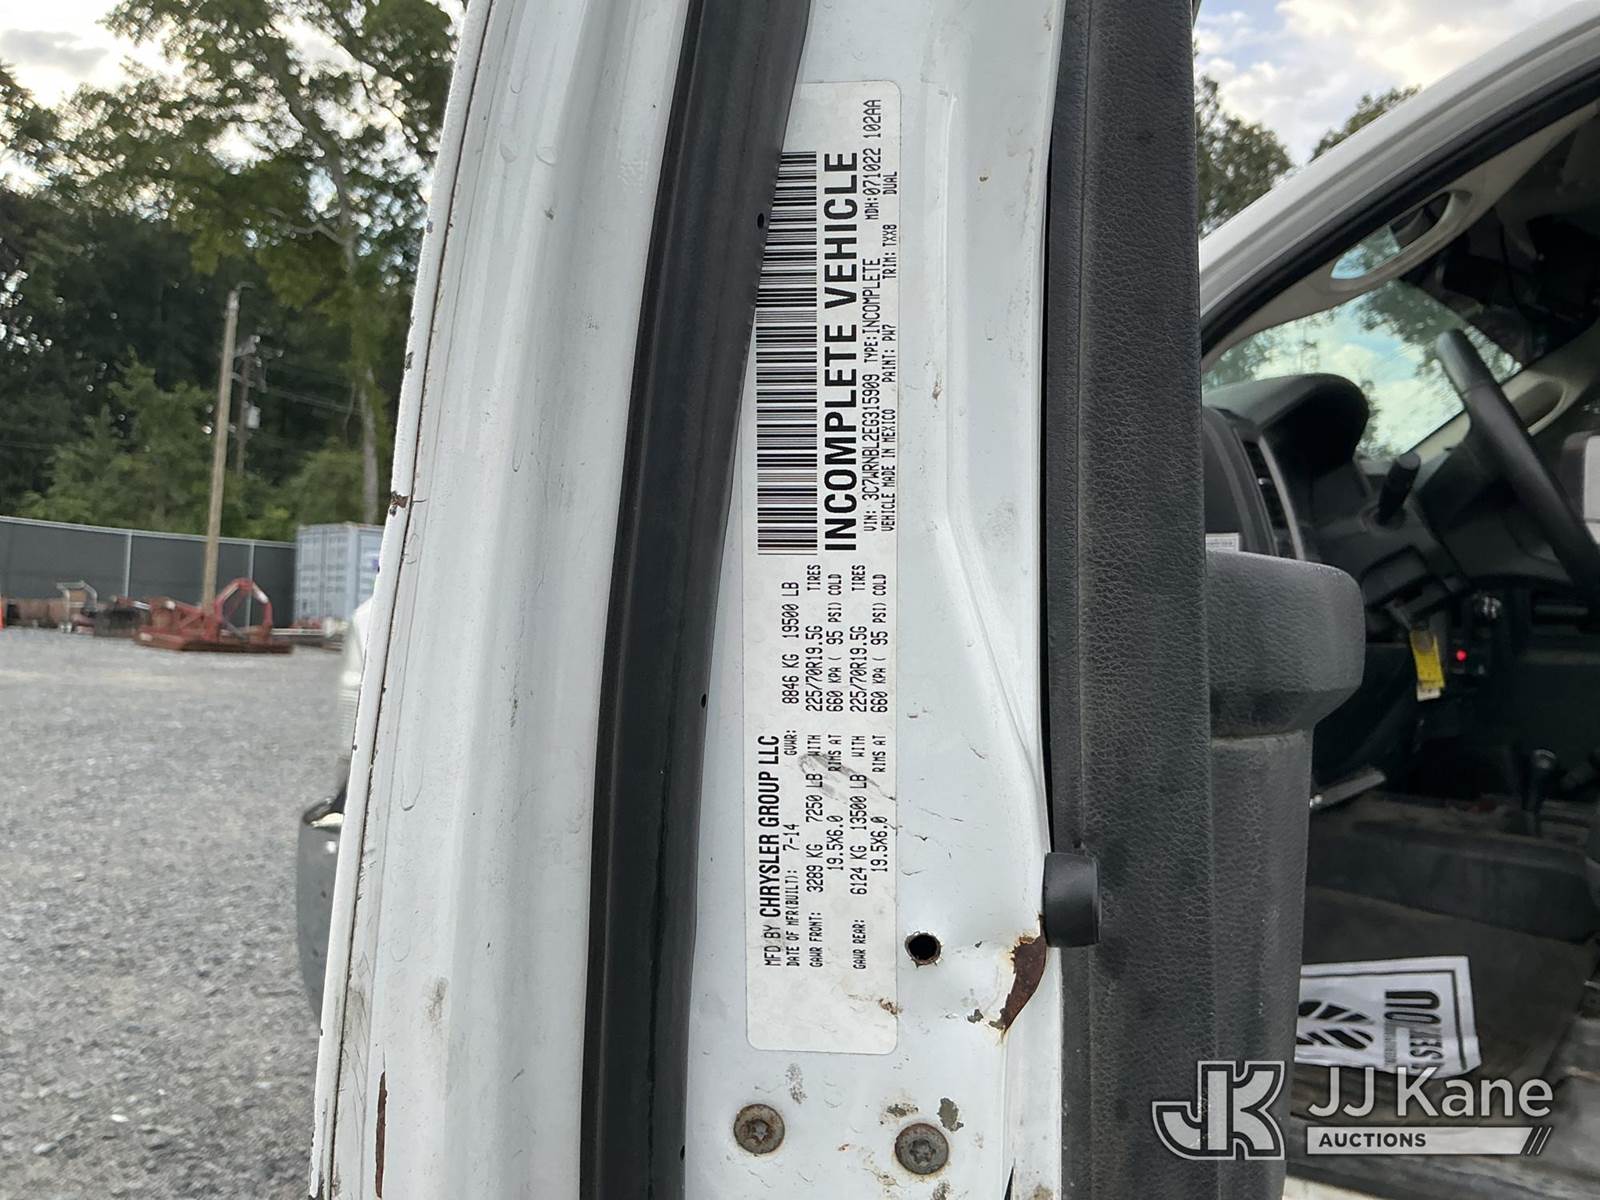 MFD BY CHRYSLER GROUP LLC
DATE OF MFR(BUILT): 7-14 GVWR: 8846 KG 19500 LB
GAWR FRONT: 3289 KG 7250 LB WITH 225/70R19.5G TIRES
19.5X6.0 RIMS AT 660 KPA ( 95 PSI) COLD
GAWR REAR: 6124 KG 13500 LB WITH 225/70R19.5G TIRES
19.5X6.0 RIMS AT 660 KPA ( 95 PSI) COLD
INCOMPLETE VEHICLE
VIN: 3C7WRNBL2EG315909 TYPE: INCOMPLETE MDH: 071022 102AA
VEHICLE MADE IN MEXICO PAINT: PW7 TRIM: TXX8 DUAL
YOU
JJ Kane
AUCTIONS